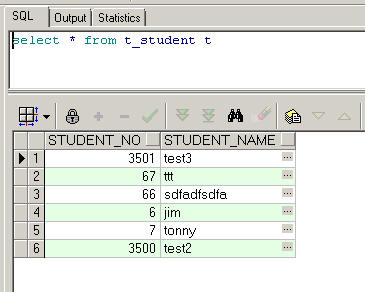 SQL Output Statistics
select * from t_student t
STUDENT_NO STUDENT_NAME
1 3501 test3 ...
2 67 ttt ...
3 66 sdfadfsdfa ...
4 6 jim ...
5 7 tonny ...
6 3500 test2 ...